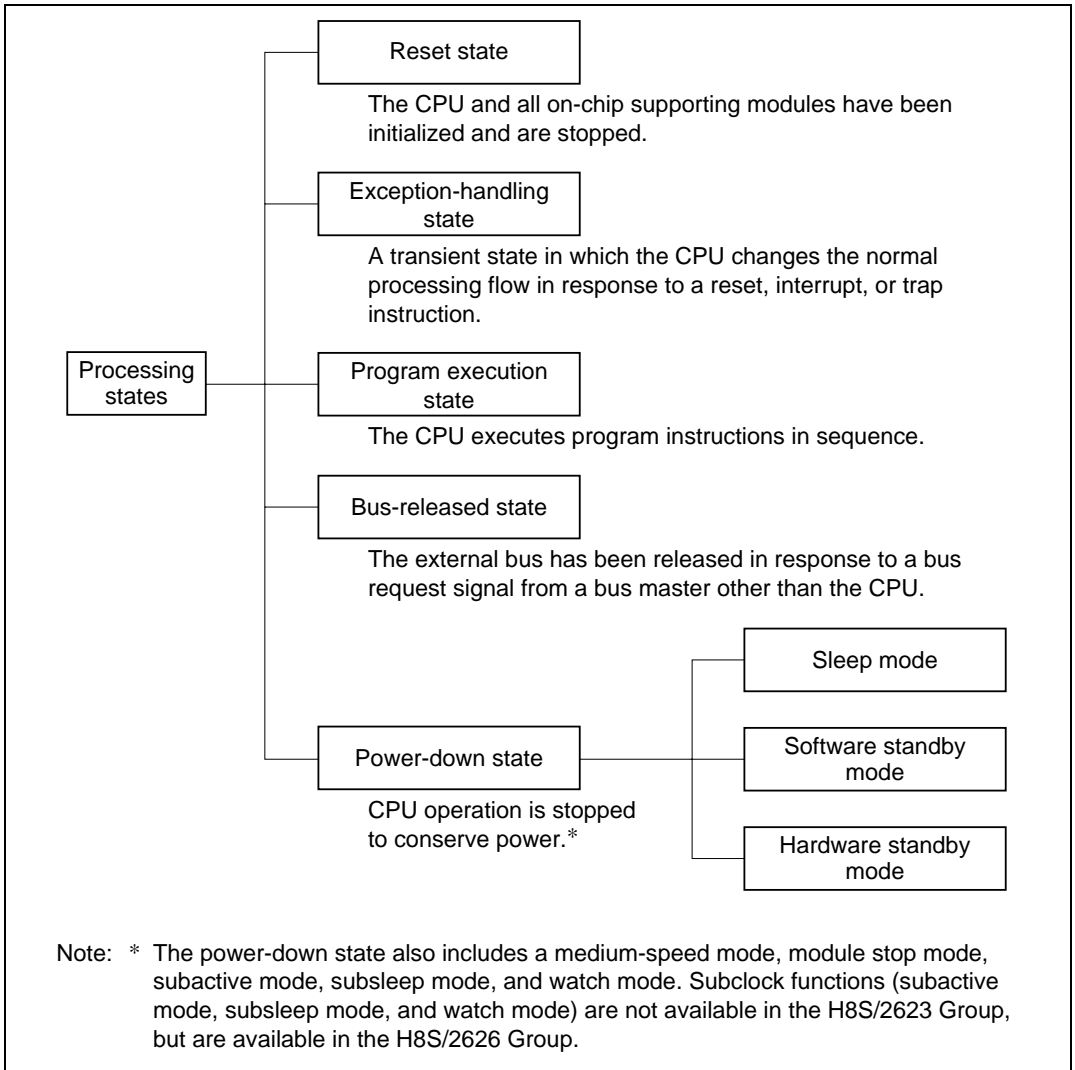 Reset state
The CPU and all on-chip supporting modules have been
initialized and are stopped.
Exception-handling
state
A transient state in which the CPU changes the normal
processing flow in response to a reset, interrupt, or trap
instruction.
Processing
states
Program execution
state
The CPU executes program instructions in sequence.
Bus-released state
The external bus has been released in response to a bus
request signal from a bus master other than the CPU.
Power-down state
CPU operation is stopped
to conserve power.*
Sleep mode
Software standby
mode
Hardware standby
mode
Note: * The power-down state also includes a medium-speed mode, module stop mode,
subactive mode, subsleep mode, and watch mode. Subclock functions (subactive
mode, subsleep mode, and watch mode) are not available in the H8S/2623 Group,
but are available in the H8S/2626 Group.